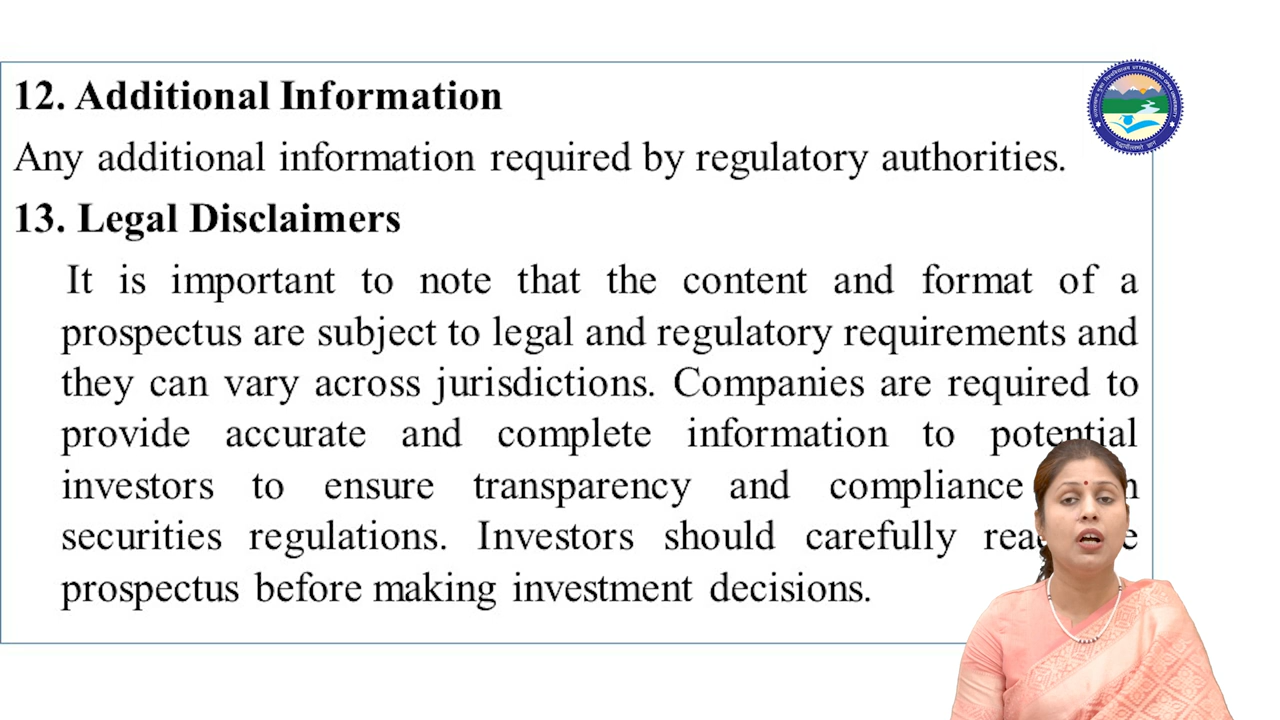 12. Additional Information
Any additional information required by regulatory authorities.
13. Legal Disclaimers
It is important to note that the content and format of a
prospectus are subject to legal and regulatory requirements and
they can vary across jurisdictions. Companies are required to
provide accurate and complete information to potential
investors to ensure transparency and compliance
securities regulations. Investors should carefully
prospectus before making investment decisions.
UTTARAKHAND OPEN UNIVERSITY